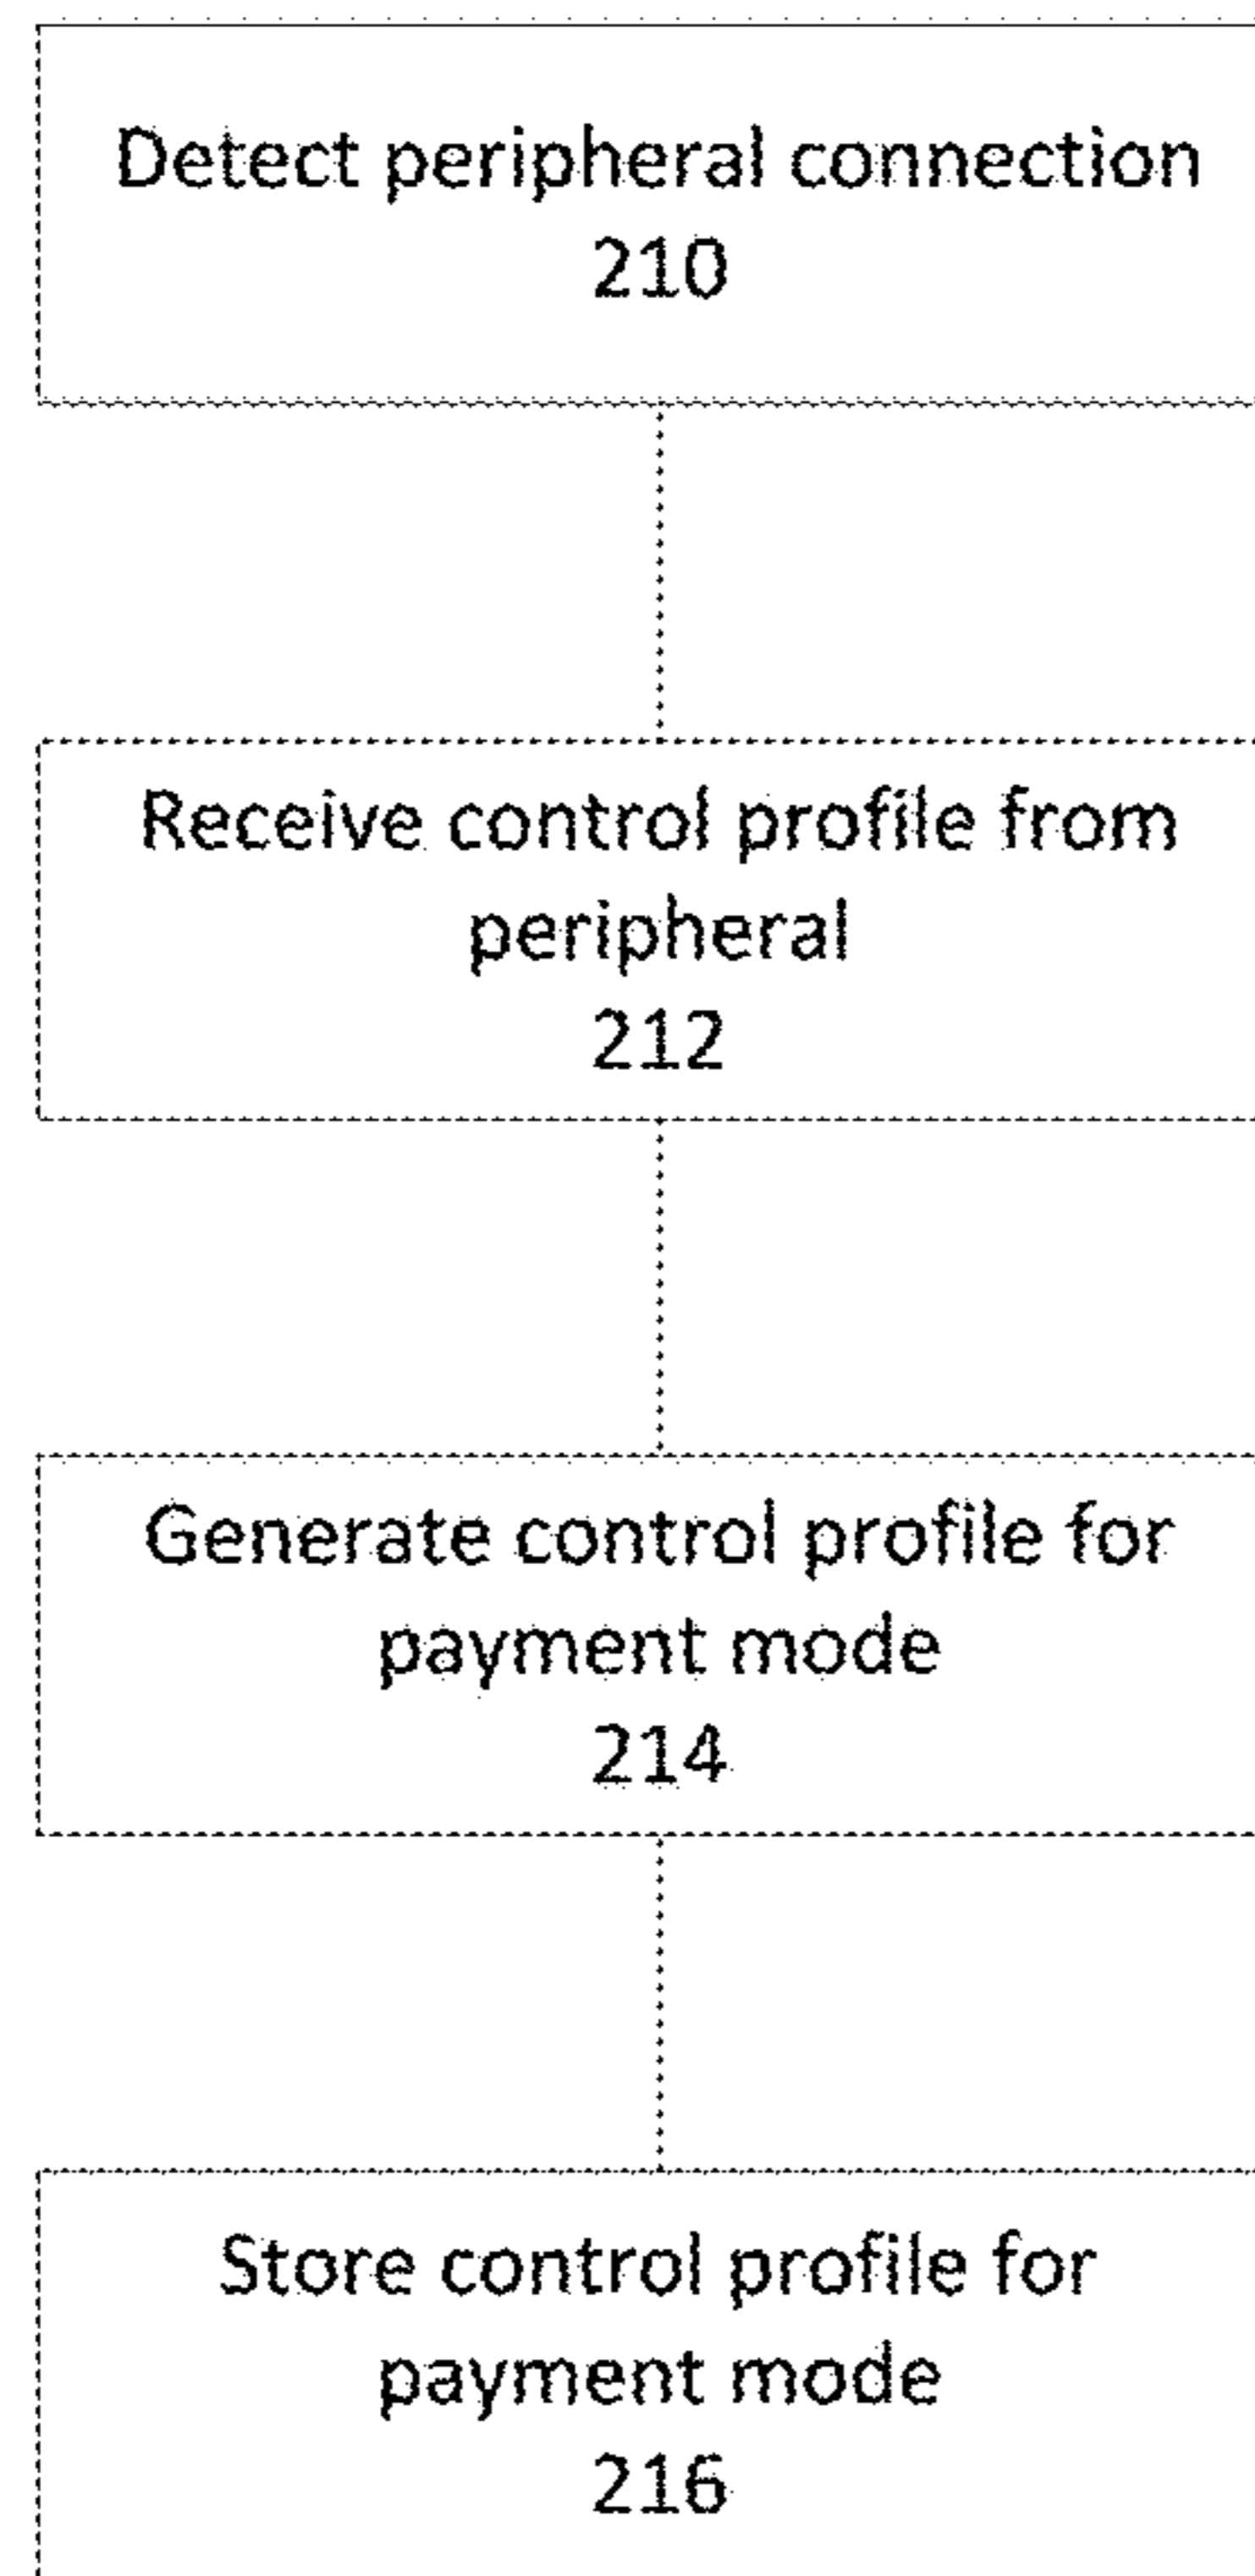 Detect peripheral connection
210
Receive control profile from
peripheral
212
Generate control profile for
payment mode
214
Store control profile for
payment mode
216